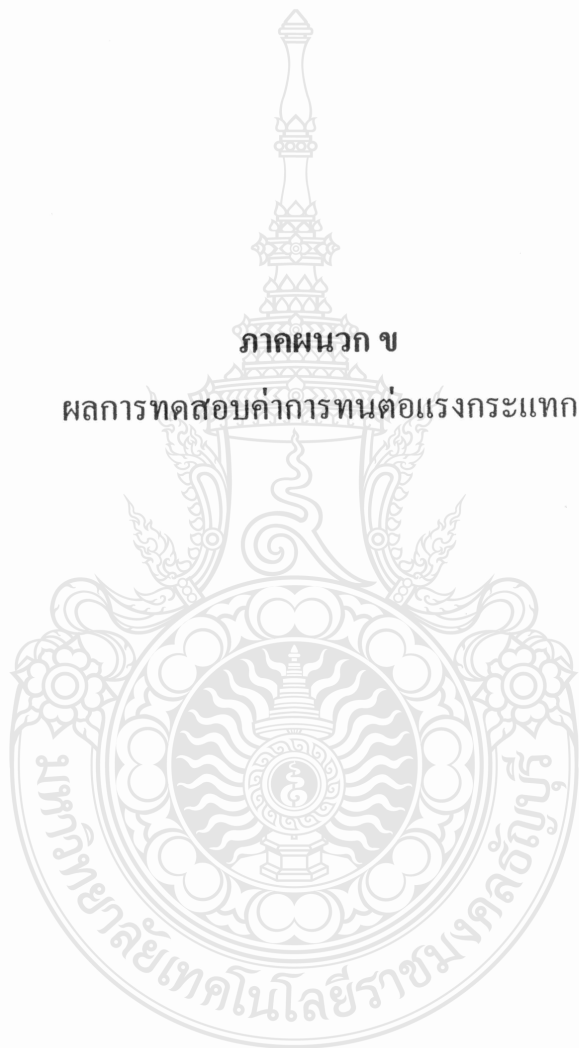 ภาคผนวก ข
ผลการทดสอบค่าการทนต่อแรงกระแทก
มหาวิทยาลัยเทคโนโลยีราชมงคลธัญบุรี